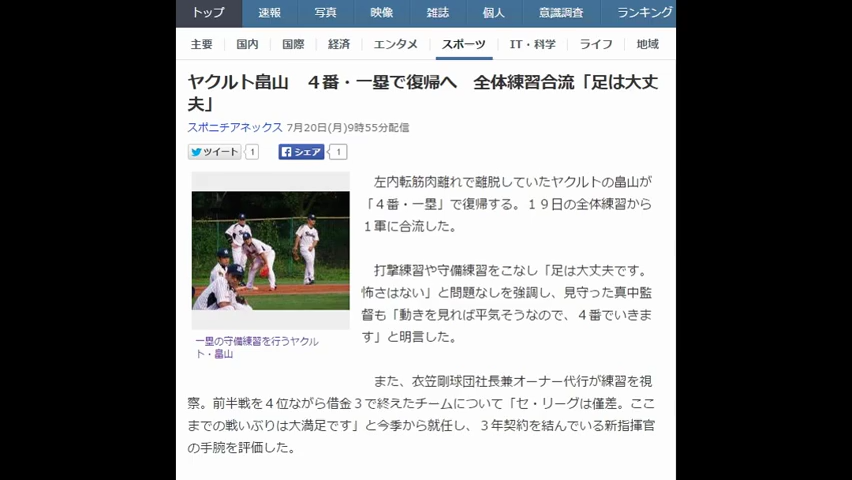 トップ 速報 写真 映像 雑誌 個人 意識調査 ランキング
主要 国内 国際 経済 エンタメ スポーツ IT・科学 ライフ 地域
ヤクルト畠山　４番・一塁で復帰へ　全体練習合流「足は大丈
夫」
スポニチアネックス 7月20日(月)9時55分配信
ツイート 1 シェア 1
左内転筋肉離れで離脱していたヤクルトの畠山が
「４番・一塁」で復帰する。１９日の全体練習から
１軍に合流した。
打撃練習や守備練習をこなし「足は大丈夫です。
怖さはない」と問題なしを強調し、見守った真中監
督も「動きを見れば平気そうなので、４番でいきま
す」と明言した。
一塁の守備練習を行うヤクル
ト・畠山
また、衣笠剛球団社長兼オーナー代行が練習を視
察。前半戦を４位ながら借金３で終えたチームについて「セ・リーグは僅差。ここ
までの戦いぶりは大満足です」と今季から就任し、３年契約を結んでいる新指揮官
の手腕を評価した。